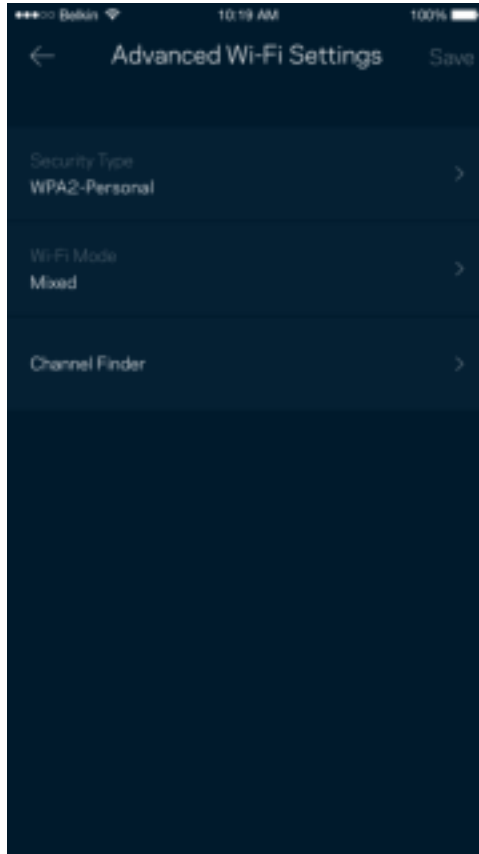 Belkin 10:19 AM 100%
Advanced Wi-Fi Settings Save
Security Type
WPA2-Personal
Wi-Fi Mode
Mixed
Channel Finder